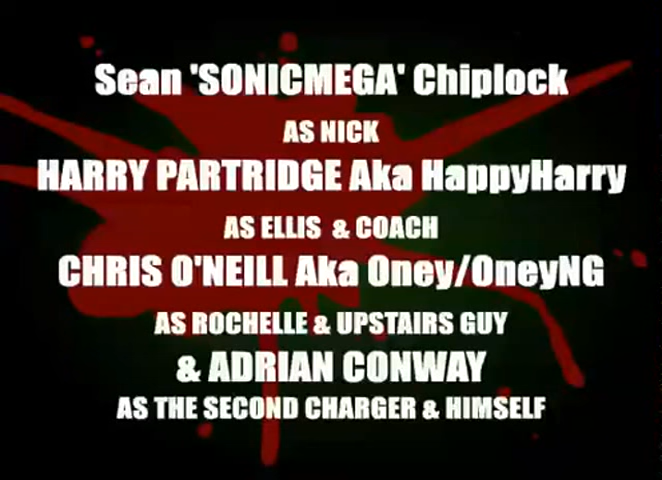 Sean 'SONICMEGA' Chiplock
AS NICK
HARRY PARTRIDGE Aka HappyHarry
AS ELLIS & COACH
CHRIS O'NEILL Aka Oney/OneyNG
AS ROCHELLE & UPSTAIRS GUY
& ADRIAN CONWAY
AS THE SECOND CHARGER & HIMSELF